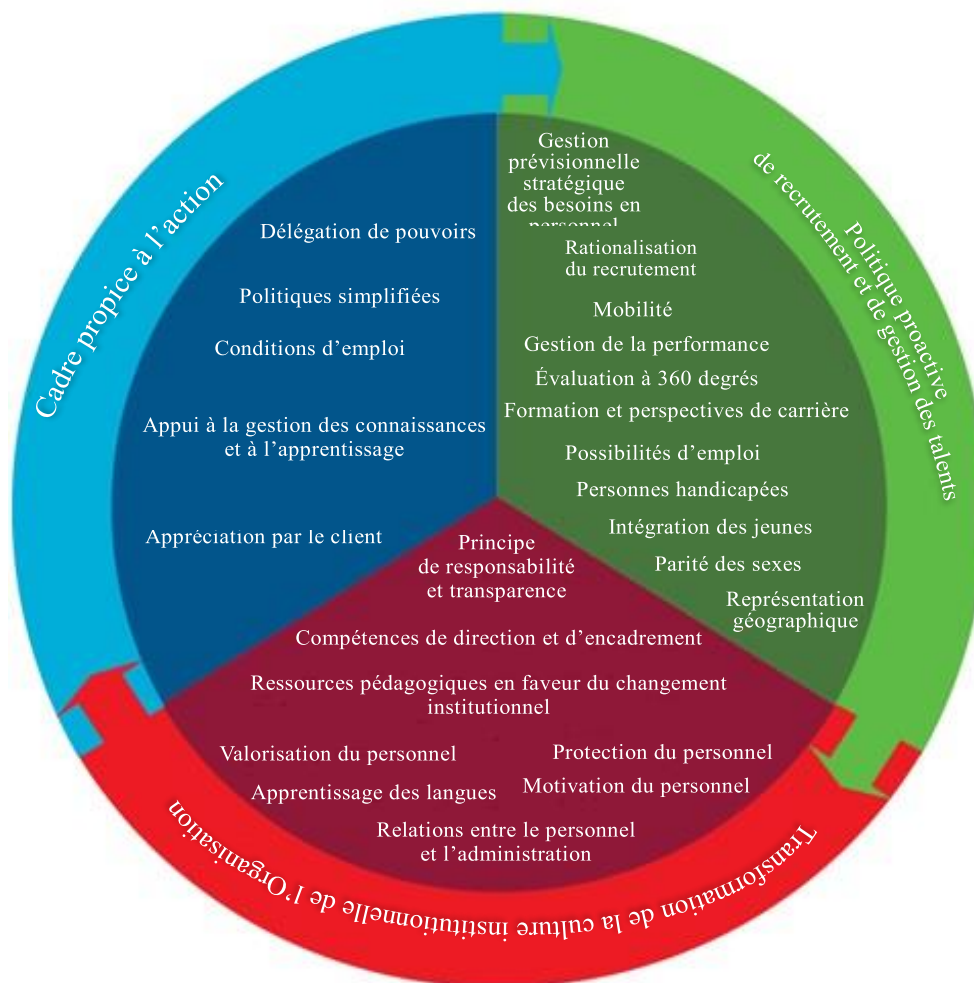 Cadre propice à l'action
Délégation de pouvoirs
Politiques simplifiées
Conditions d'emploi
Appui à la gestion des connaissances
et à l'apprentissage
Appréciation par le client
Politique proactive
de recrutement et de gestion des talents
Gestion
prévisionnelle
stratégique
des besoins en
personnel
Rationalisation
du recrutement
Mobilité
Gestion de la performance
Évaluation à 360 degrés
Formation et perspectives de carrière
Possibilités d'emploi
Personnes handicapées
Intégration des jeunes
Parité des sexes
Représentation
géographique
Principe
de responsabilité
et transparence
Compétences de direction et d'encadrement
Ressources pédagogiques en faveur du changement
institutionnel
Valorisation du personnel
Protection du personnel
Apprentissage des langues
Motivation du personnel
Relations entre le personnel
et l'administration
Transformation de la culture institutionnelle de l'Organisation